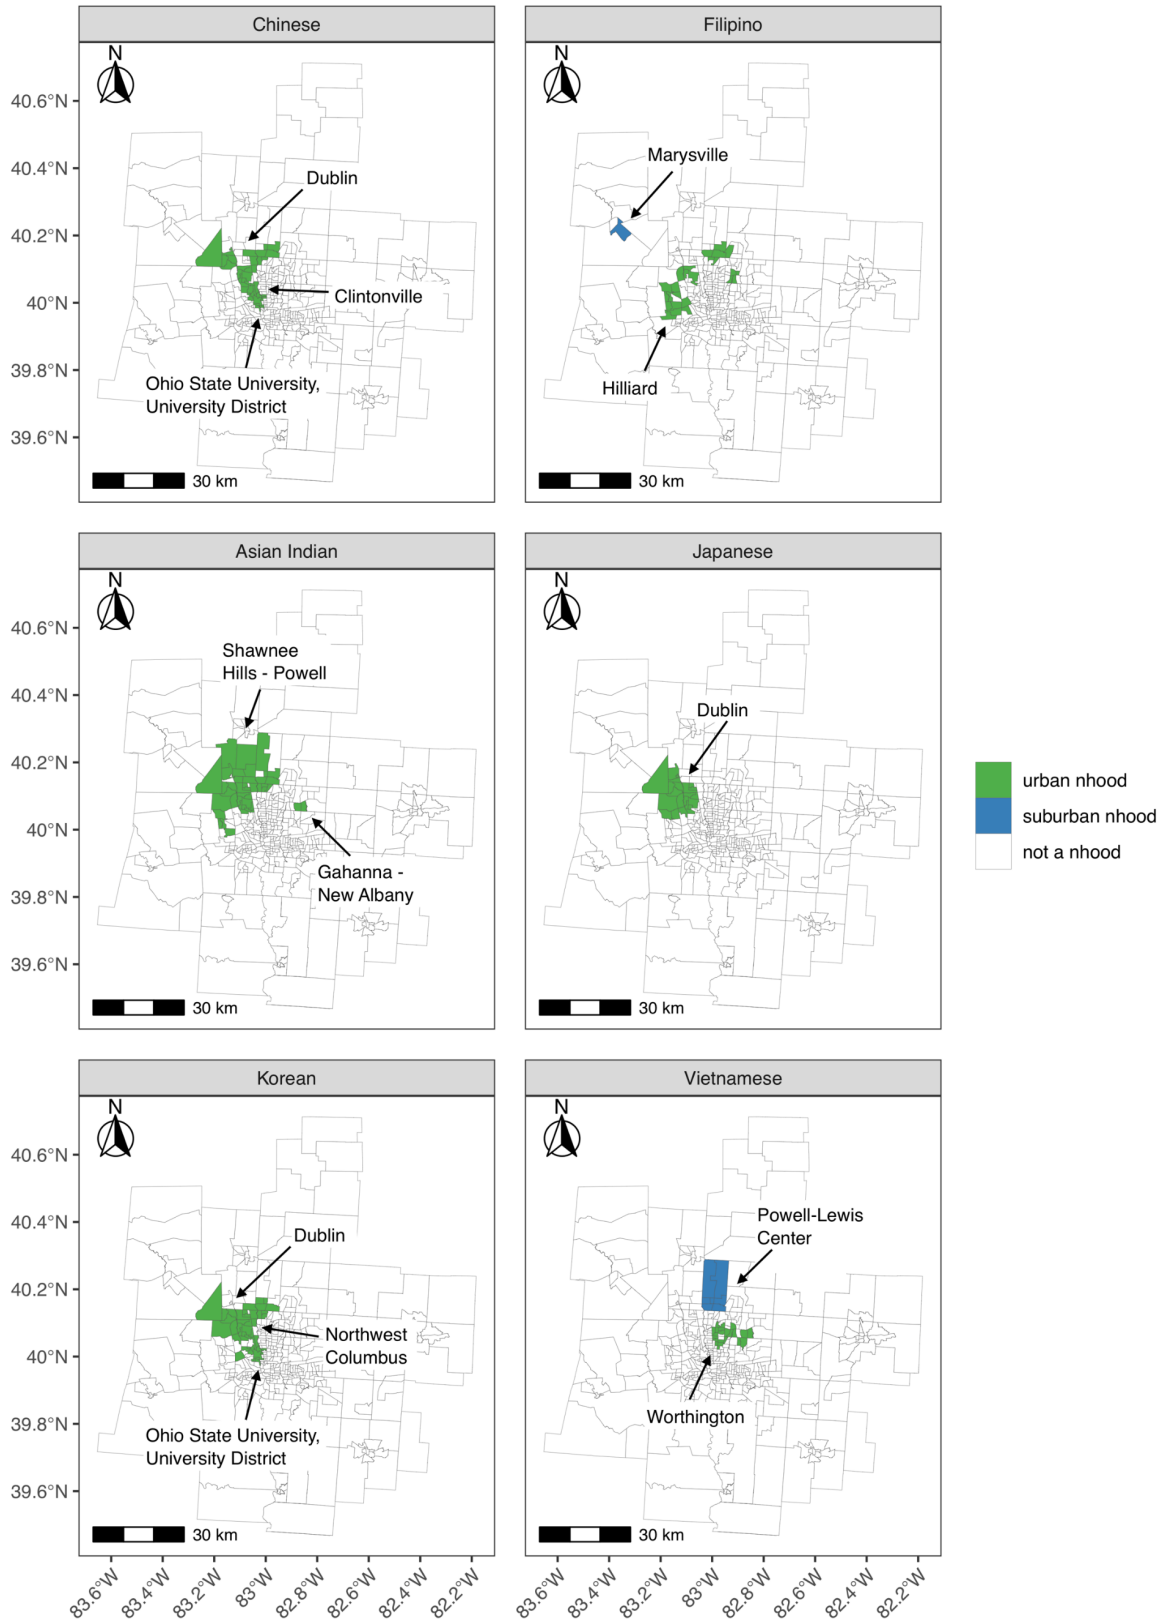 Chinese
Filipino
N
N
40.6°N
40.4°N
40.2°N
40°N
39.8°N
39.6°N
Dublin
Clintonville
Ohio State University,
University District
30 km
Marysville
Hilliard
30 km
Asian Indian
Japanese
N
N
40.6°N
40.4°N
40.2°N
40°N
39.8°N
39.6°N
Shawnee
Hills - Powell
Gahanna -
New Albany
30 km
Dublin
30 km
urban nhood
suburban nhood
not a nhood
Korean
Vietnamese
N
N
40.6°N
40.4°N
40.2°N
40°N
39.8°N
39.6°N
Dublin
Northwest
Columbus
Ohio State University,
University District
30 km
Powell-Lewis
Center
Worthington
30 km
83.6°W
83.4°W
83.2°W
83°W
82.8°W
82.6°W
82.4°W
82.2°W
83.6°W
83.4°W
83.2°W
83°W
82.8°W
82.6°W
82.4°W
82.2°W